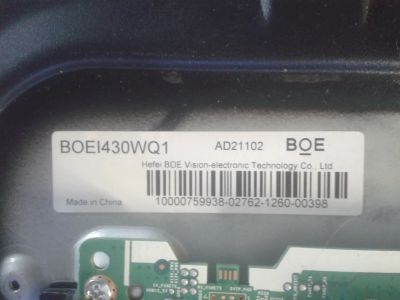 BOEI430WQ1 AD21102 BOE
Hefei BOE Vision-electronic Technology Co., Ltd.
Made in China 10000759938-02762-1260-00398